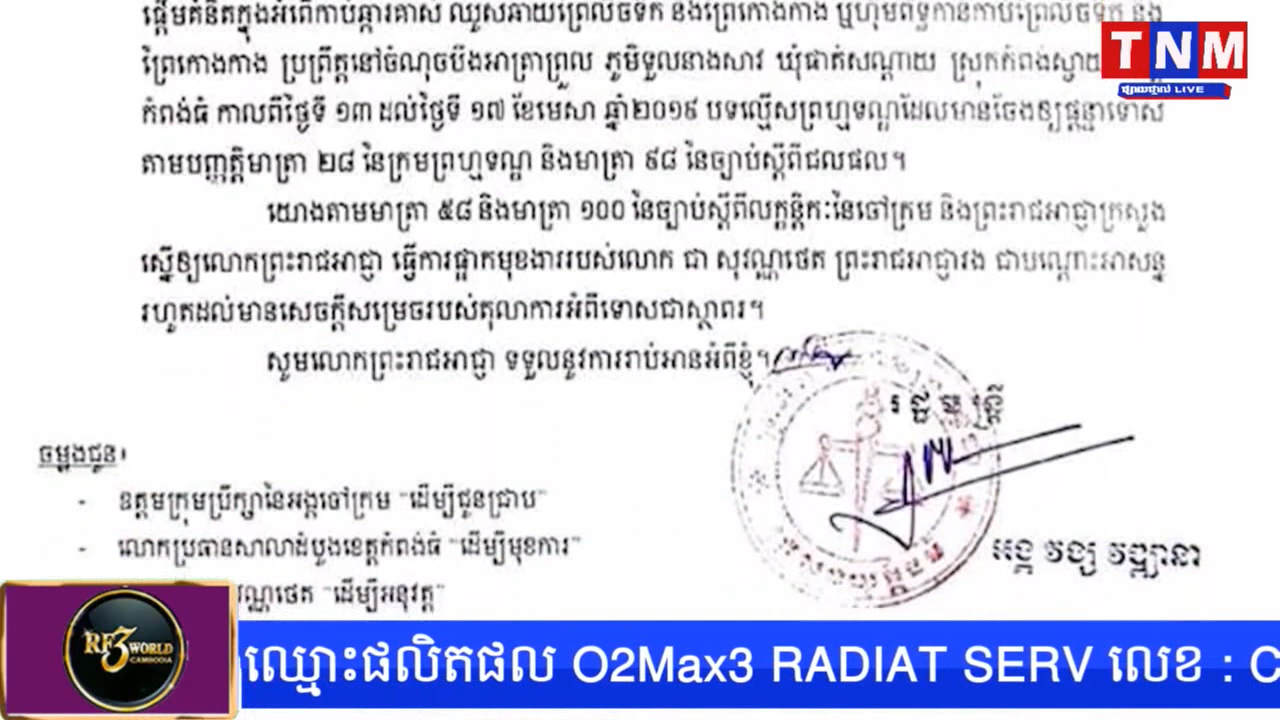 ផ្តើមគំនិតក្នុងអំពើកាប់ឆ្ការគាស់ ឈូសឆាយព្រៃលិចទឹក និងព្រៃកោងកាង ឬហ៊ុមព័ទ្ធកាន់កាប់ព្រៃលិចទឹក និង
ព្រៃកោងកាង ប្រព្រឹត្តនៅចំណុចបឹងអាត្រាព្រួល ភូមិទួលនាងសាវ ឃុំផាត់សណ្តាយ ស្រុកកំពង់ស្វាយ
កំពង់ធំ កាលពីថ្ងៃទី ១៣ ដល់ថ្ងៃទី ១៧ ខែមេសា ឆ្នាំ២០១៩ បទល្មើសព្រហ្មទណ្ឌដែលមានចែងឲ្យផ្តន្ទាទោស
តាមបញ្ញត្តិមាត្រា ២៨ នៃក្រមព្រហ្មទណ្ឌ និងមាត្រា ៩៨ នៃច្បាប់ស្តីពីជលផល។
យោងតាមមាត្រា ៥៨ និងមាត្រា ១០០ នៃច្បាប់ស្តីពីលក្ខន្តិកៈនៃចៅក្រម និងព្រះរាជអាជ្ញា ក្រសួង
ស្នើឲ្យលោកព្រះរាជអាជ្ញា ធ្វើការផ្អាកមុខងាររបស់លោក ជា សុវណ្ណថេត ព្រះរាជអាជ្ញារង ជាបណ្តោះអាសន្ន
រហូតដល់មានសេចក្តីសម្រេចរបស់តុលាការអំពីទោសជាស្ថាពរ។
សូមលោកព្រះរាជអាជ្ញា ទទួលនូវការរាប់អានអំពីខ្ញុំ។
រដ្ឋមន្ត្រី
អង្គ វង្ស វឌ្ឍានា
ចម្លងជូន៖
- ឧត្តមក្រុមប្រឹក្សានៃអង្គចៅក្រម "ដើម្បីជូនជ្រាប"
- លោកប្រធានសាលាដំបូងខេត្តកំពង់ធំ "ដើម្បីមុខការ"
វណ្ណថេត "ដើម្បីអនុវត្ត"
TNM
ផ្សាយផ្ទាល់ LIVE
RF3WORLD
CAMBODIA
ឈ្មោះផលិតផល O2Max3 RADIAT SERV លេខ : C